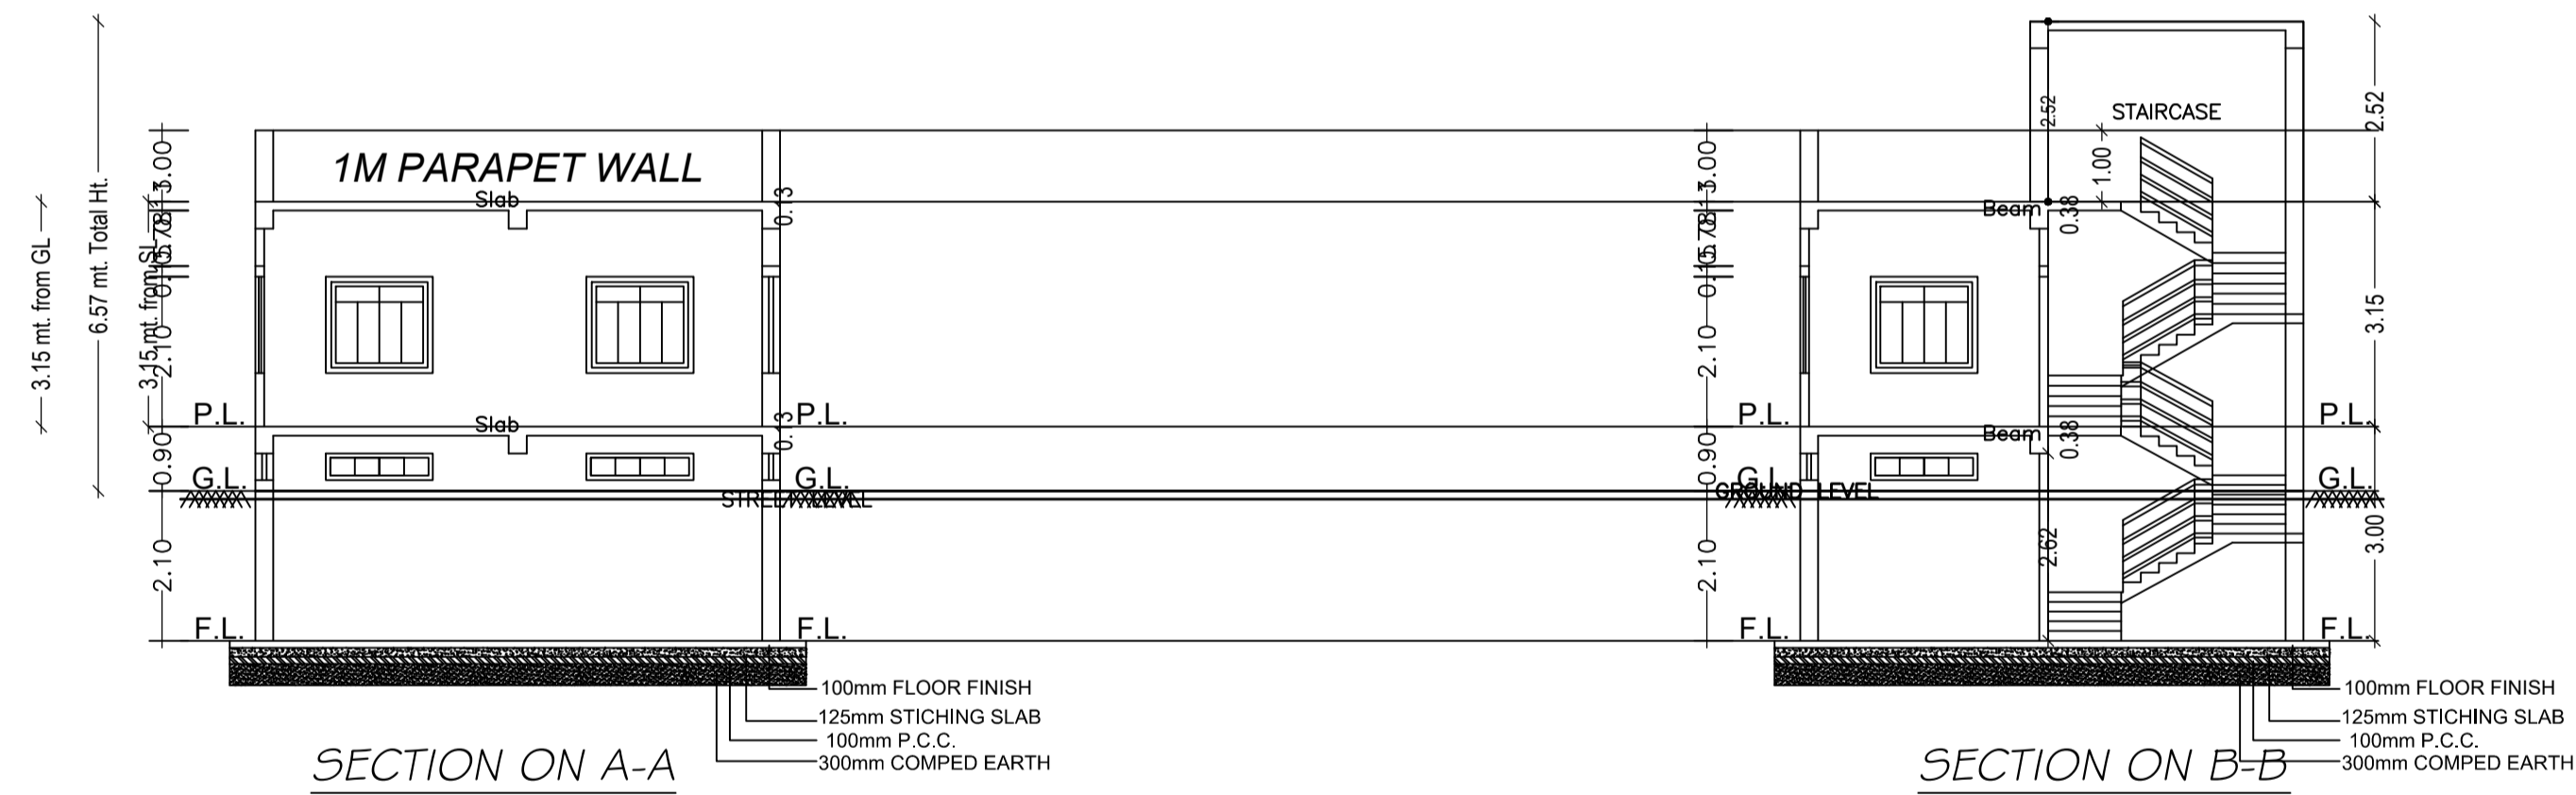 3.15 mt. from GL
6.57 mt. Total Ht.
3.15 mt. from SL
3.00
2.10
0.90
2.10
1M PARAPET WALL
Slab
0.13
P.L.
Slab
P.L.
0.13
G.L.
G.L.
F.L.
F.L.
100mm FLOOR FINISH
125mm STICHING SLAB
100mm P.C.C.
300mm COMPED EARTH
SECTION ON A-A
3.00
0.15
2.10
0.90
2.10
2.52
STAIRCASE
1.00
2.52
Beam
0.38
3.15
P.L.
Beam
0.38
P.L.
G.L.
G.L.
GROUND LEVEL
2.62
3.00
F.L.
F.L.
100mm FLOOR FINISH
125mm STICHING SLAB
100mm P.C.C.
300mm COMPED EARTH
SECTION ON B-B